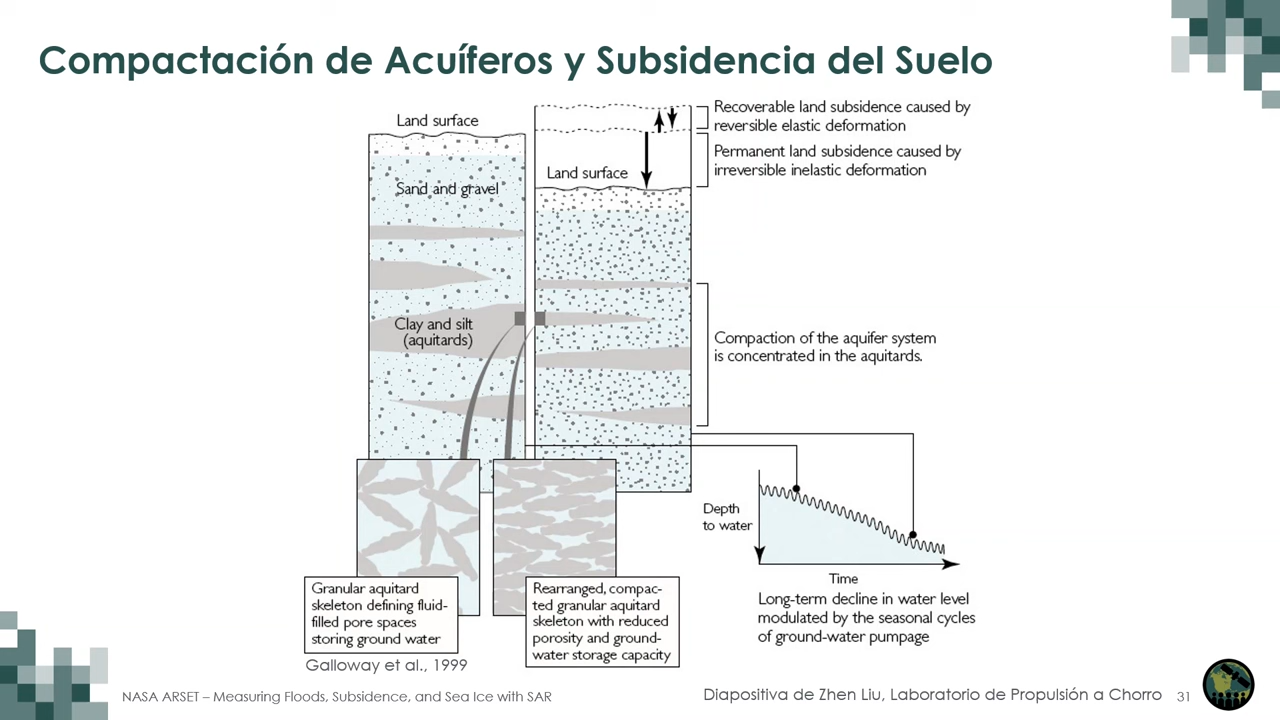 Compactación de Acuíferos y Subsidencia del Suelo
Land surface
Sand and gravel
Clay and silt
(aquitards)
Land surface
Recoverable land subsidence caused by
reversible elastic deformation
Permanent land subsidence caused by
irreversible inelastic deformation
Compaction of the aquifer system
is concentrated in the aquitards.
Granular aquitard
skeleton defining fluid-
filled pore spaces
storing ground water
Rearranged, compac-
ted granular aquitard
skeleton with reduced
porosity and ground-
water storage capacity
Depth
to water
Time
Long-term decline in water level
modulated by the seasonal cycles
of ground-water pumpage
Galloway et al., 1999
NASA ARSET – Measuring Floods, Subsidence, and Sea Ice with SAR
Diapositiva de Zhen Liu, Laboratorio de Propulsión a Chorro
31